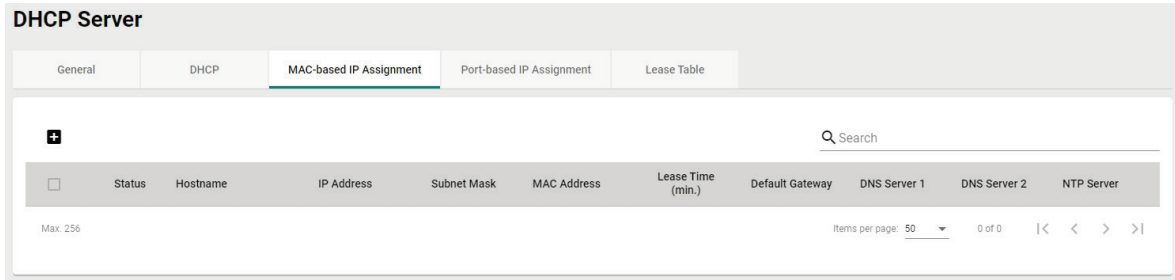 DHCP Server
General DHCP MAC-based IP Assignment Port-based IP Assignment Lease Table
Search
Status Hostname IP Address Subnet Mask MAC Address Lease Time (min.) Default Gateway DNS Server 1 DNS Server 2 NTP Server
Max. 256 Items per page: 50 0 of 0